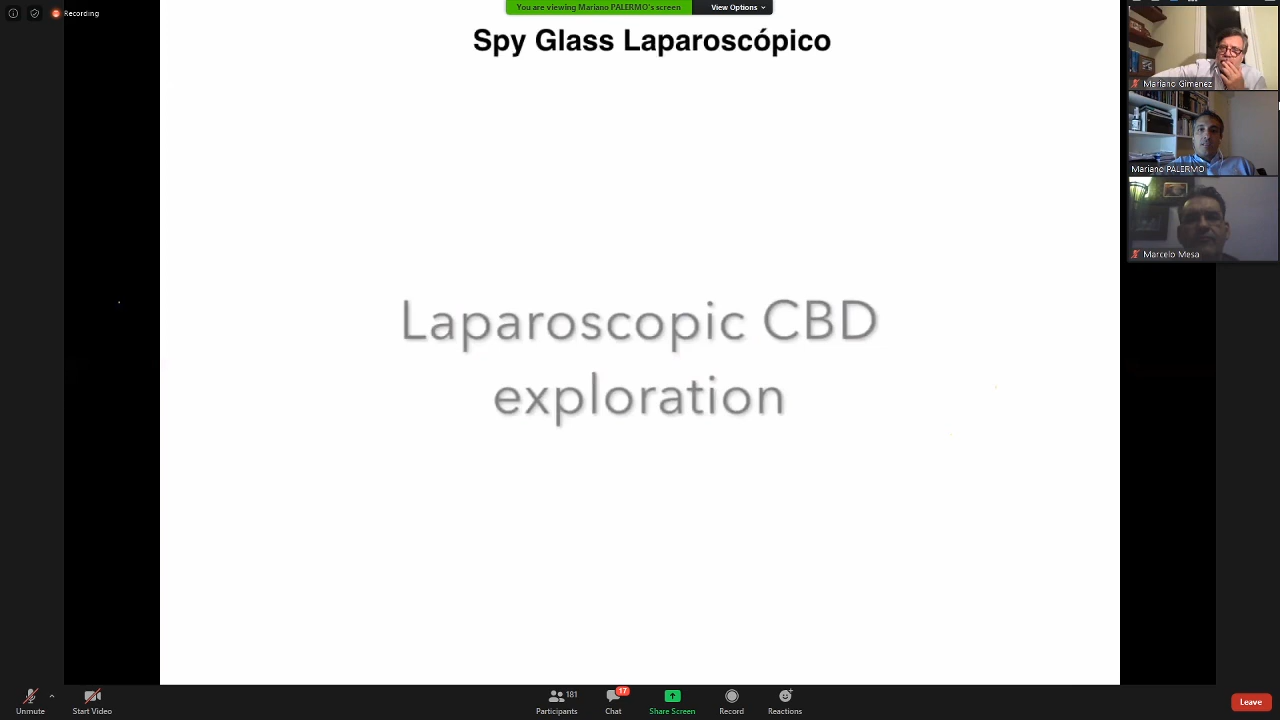 Recording
You are viewing Mariano PALERMO's screen
View Options
Spy Glass Laparoscópico
Mariano Gimenez
Mariano PALERMO
Marcelo Mesa
Laparoscopic CBD
exploration
Unmute
Start Video
181
Participants
17
Chat
Share Screen
Record
Reactions
Leave